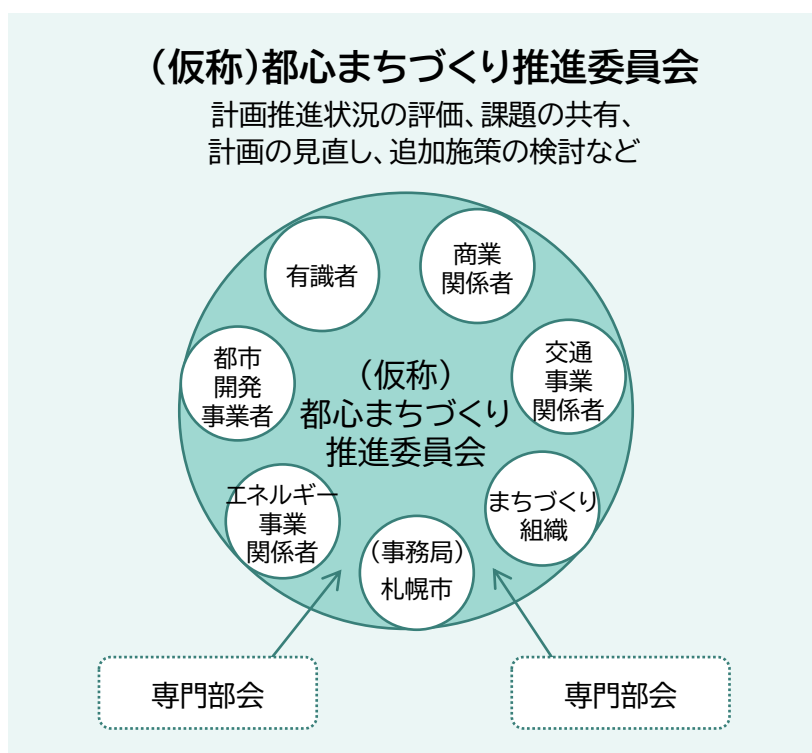 （仮称）都心まちづくり推進委員会
計画推進状況の評価、課題の共有、
計画の見直し、追加施策の検討など
有識者
商業
関係者
都市
開発
事業者
（仮称）
都心まちづくり
推進委員会
交通
事業
関係者
エネルギー
事業
関係者
（事務局）
札幌市
まちづくり
組織
専門部会
専門部会